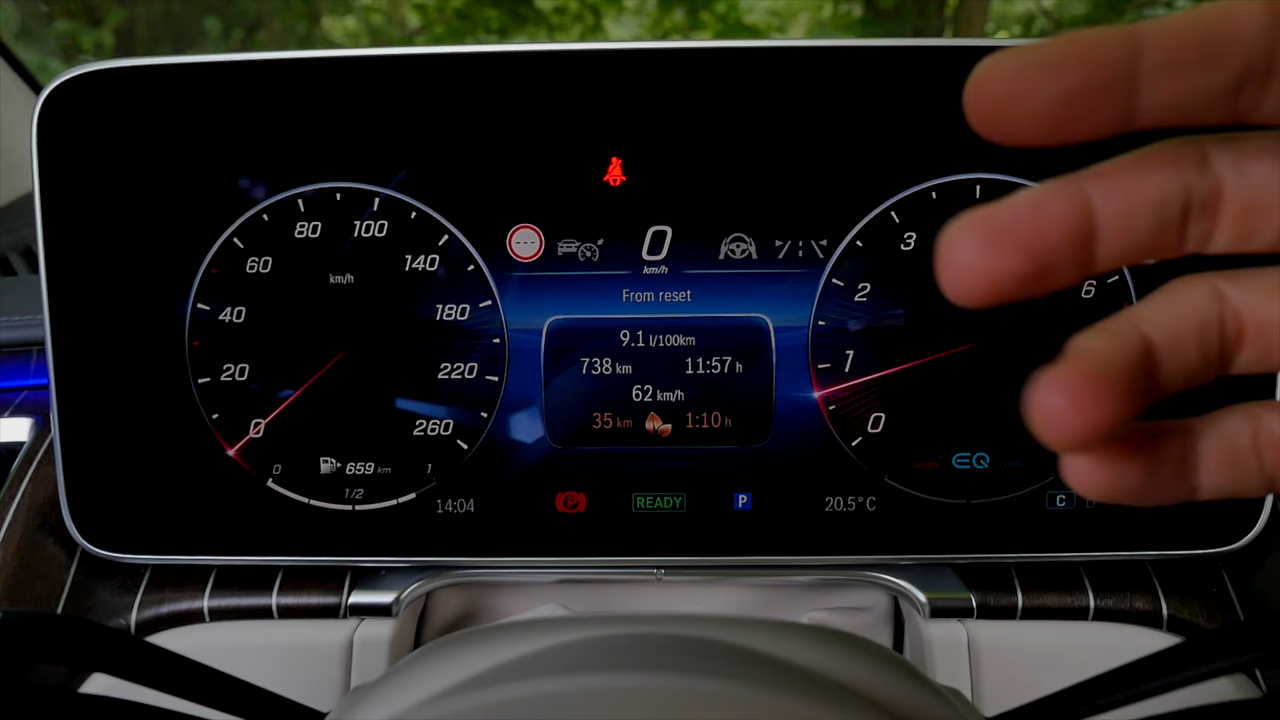 80 100
60 140
km/h
40 180
20 220
0 260
0 1
659 km
1/2
14:04
0
km/h
From reset
9.1 l/100km
738 km 11:57 h
62 km/h
35 km 1:10 h
P READY P
20.5°C
3
2 6
1
0
EQ
C